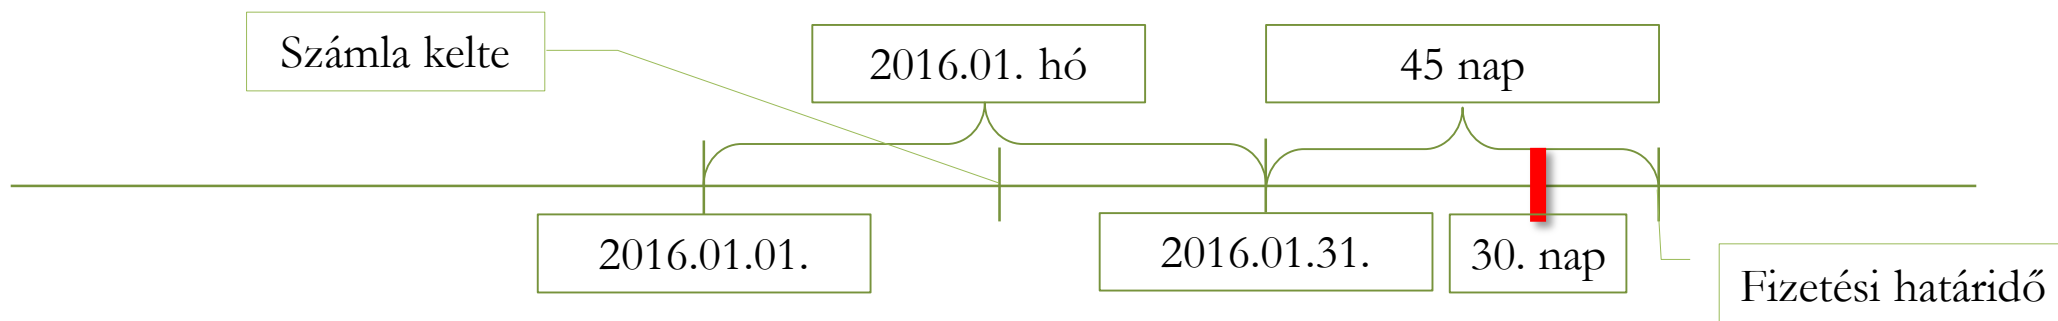 Számla kelte
2016.01. hó
45 nap
2016.01.01.
2016.01.31.
30. nap
Fizetési határidő